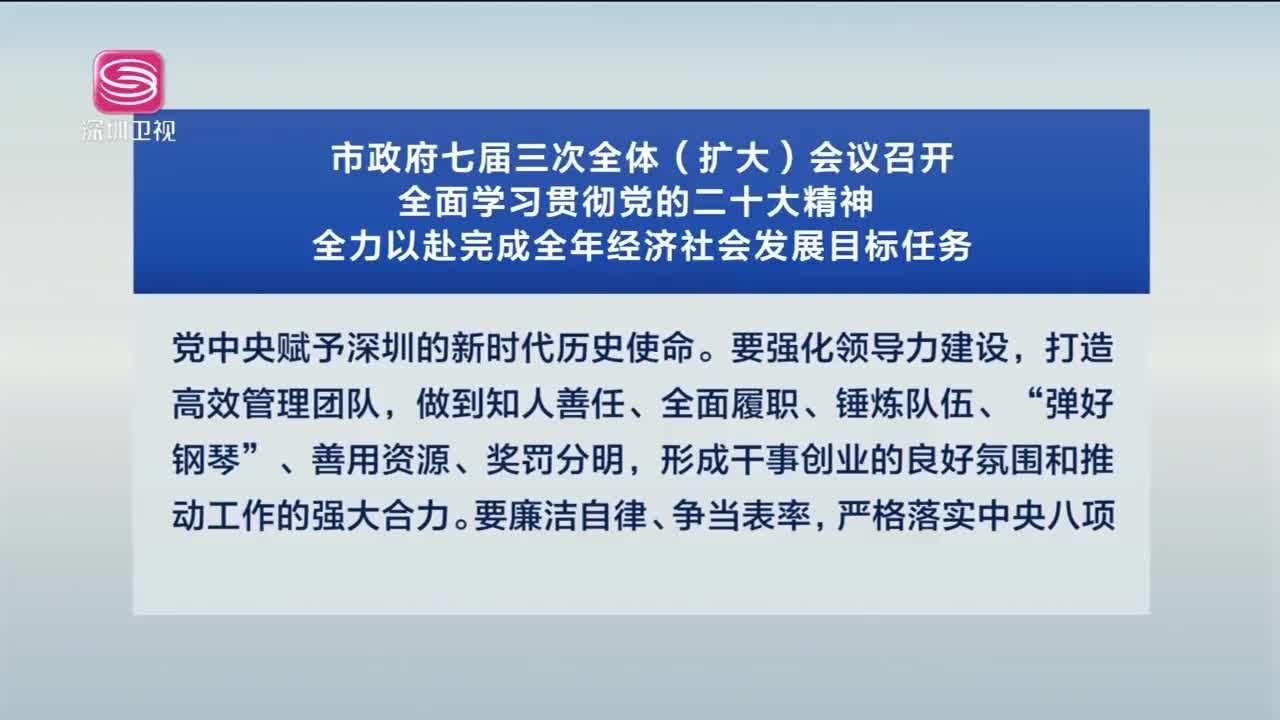 深圳卫视
市政府七届三次全体（扩大）会议召开
全面学习贯彻党的二十大精神
全力以赴完成全年经济社会发展目标任务
党中央赋予深圳的新时代历史使命。要强化领导力建设，打造
高效管理团队，做到知人善任、全面履职、锤炼队伍、“弹好
钢琴”、善用资源、奖罚分明，形成干事创业的良好氛围和推
动工作的强大合力。要廉洁自律、争当表率，严格落实中央八项